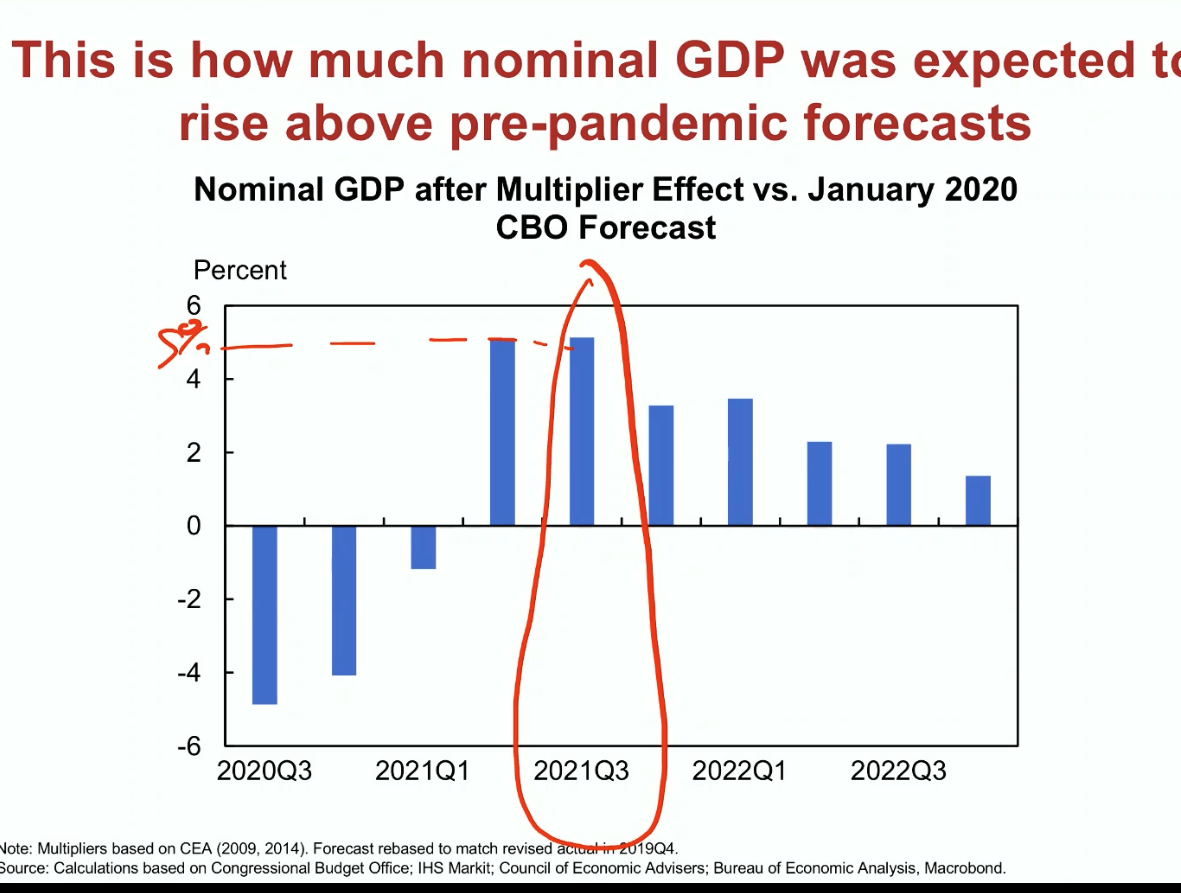 This is how much nominal GDP was expected to
rise above pre-pandemic forecasts
Nominal GDP after Multiplier Effect vs. January 2020
CBO Forecast
Percent
6
5%
4
2
0
-2
-4
-6
2020Q3 2021Q1 2021Q3 2022Q1 2022Q3
Note: Multipliers based on CEA (2009, 2014). Forecast rebased to match revised actual in 2019Q4.
Source: Calculations based on Congressional Budget Office; IHS Markit; Council of Economic Advisers; Bureau of Economic Analysis, Macrobond.